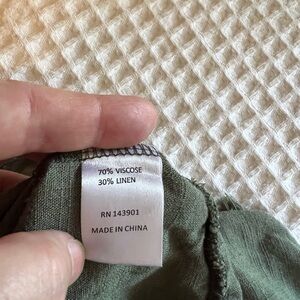 70% VISCOSE
30% LINEN
RN 143901
MADE IN CHINA